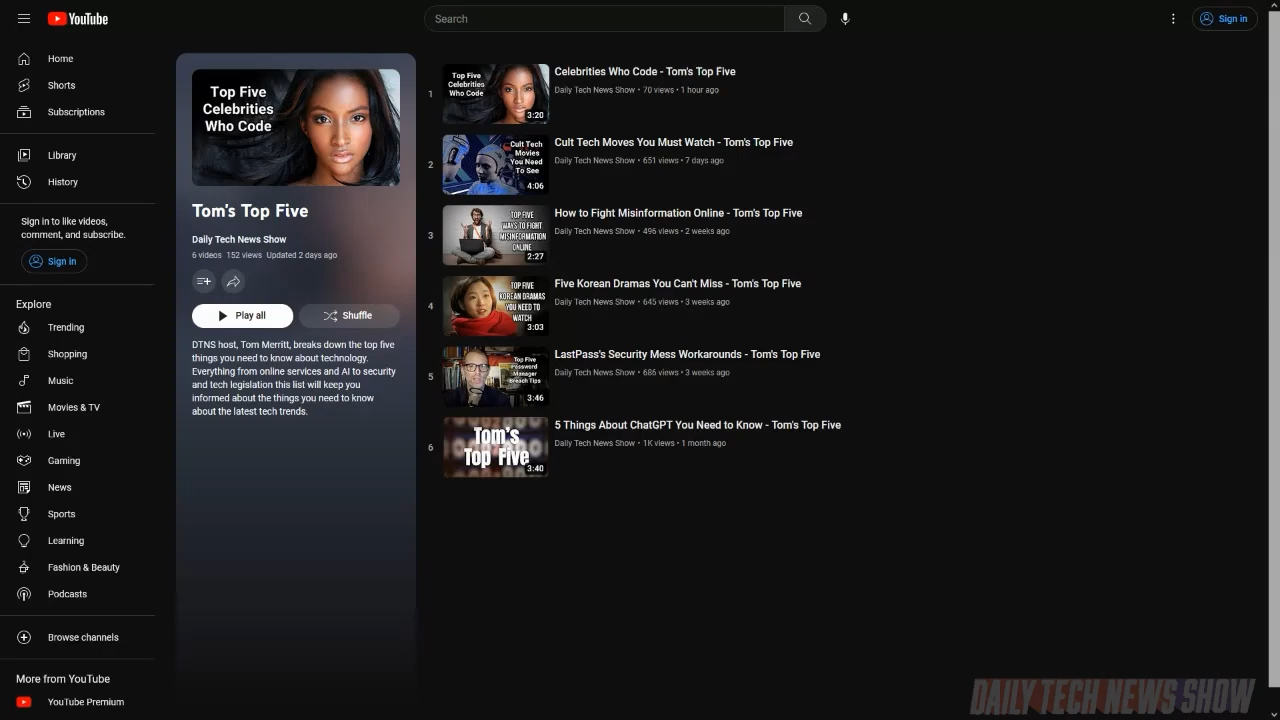 YouTube
Search
Sign in
Home
Shorts
Subscriptions
Library
History
Sign in to like videos,
comment, and subscribe.
Sign in
Explore
Trending
Shopping
Music
Movies & TV
Live
Gaming
News
Sports
Learning
Fashion & Beauty
Podcasts
Browse channels
More from YouTube
YouTube Premium
Top Five
Celebrities
Who Code
Tom's Top Five
Daily Tech News Show
6 videos 152 views Updated 2 days ago
Play all
Shuffle
DTNS host, Tom Merritt, breaks down the top five
things you need to know about technology.
Everything from online services and AI to security
and tech legislation this list will keep you
informed about the things you need to know
about the latest tech trends.
1
Top Five
Celebrities
Who Code
3:20
Celebrities Who Code - Tom's Top Five
Daily Tech News Show • 70 views • 1 hour ago
2
Cult Tech
Movies
You Need
To See
4:06
Cult Tech Moves You Must Watch - Tom's Top Five
Daily Tech News Show • 651 views • 7 days ago
3
TOP FIVE
WAYS TO FIGHT
MISINFORMATION
ONLINE
2:27
How to Fight Misinformation Online - Tom's Top Five
Daily Tech News Show • 496 views • 2 weeks ago
4
TOP FIVE
KOREAN DRAMAS
YOU NEED TO
WATCH
3:03
Five Korean Dramas You Can't Miss - Tom's Top Five
Daily Tech News Show • 645 views • 3 weeks ago
5
Top Five
Password
Manager
Breach Tips
3:46
LastPass's Security Mess Workarounds - Tom's Top Five
Daily Tech News Show • 686 views • 3 weeks ago
6
Tom's
Top Five
3:40
5 Things About ChatGPT You Need to Know - Tom's Top Five
Daily Tech News Show • 1K views • 1 month ago
DAILY TECH NEWS SHOW